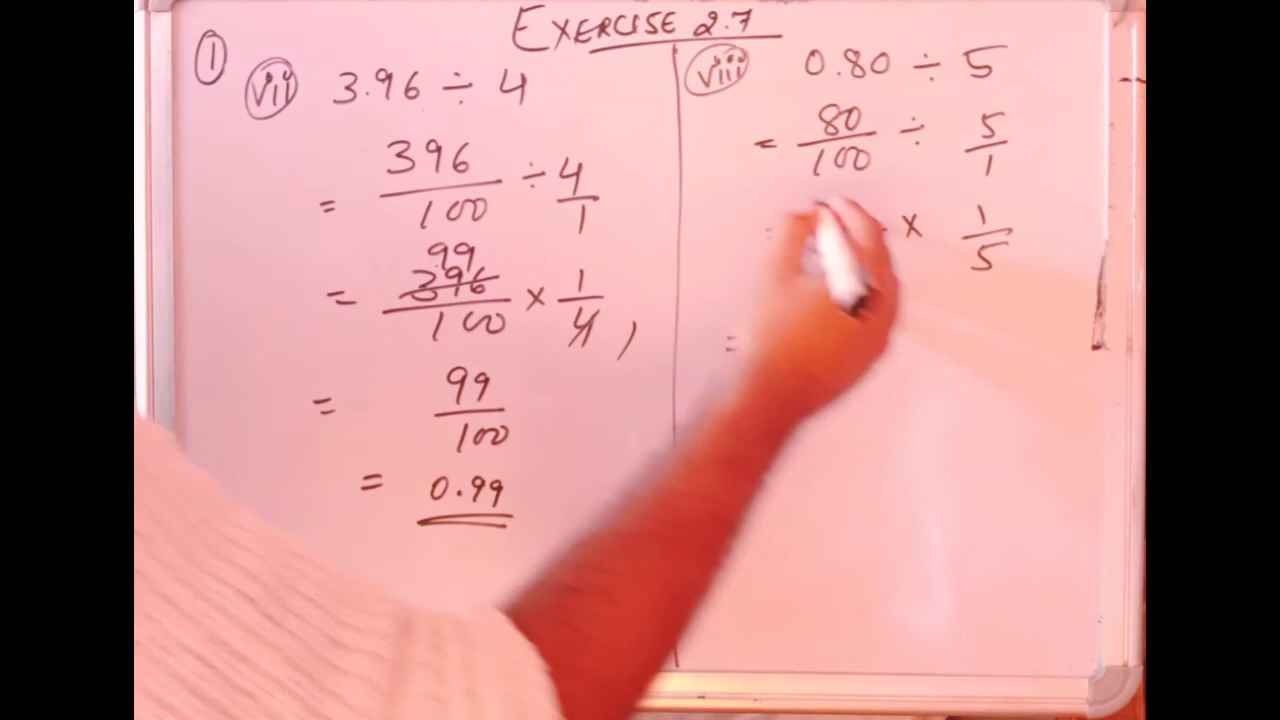 EXERCISE 2.7
① vii 3.96 ÷ 4
= 396/100 ÷ 4/1
99
= 396/100 × 1/4 ,
= 99/100
= 0.99
viii 0.80 ÷ 5
= 80/100 ÷ 5/1
= × 1/5
=